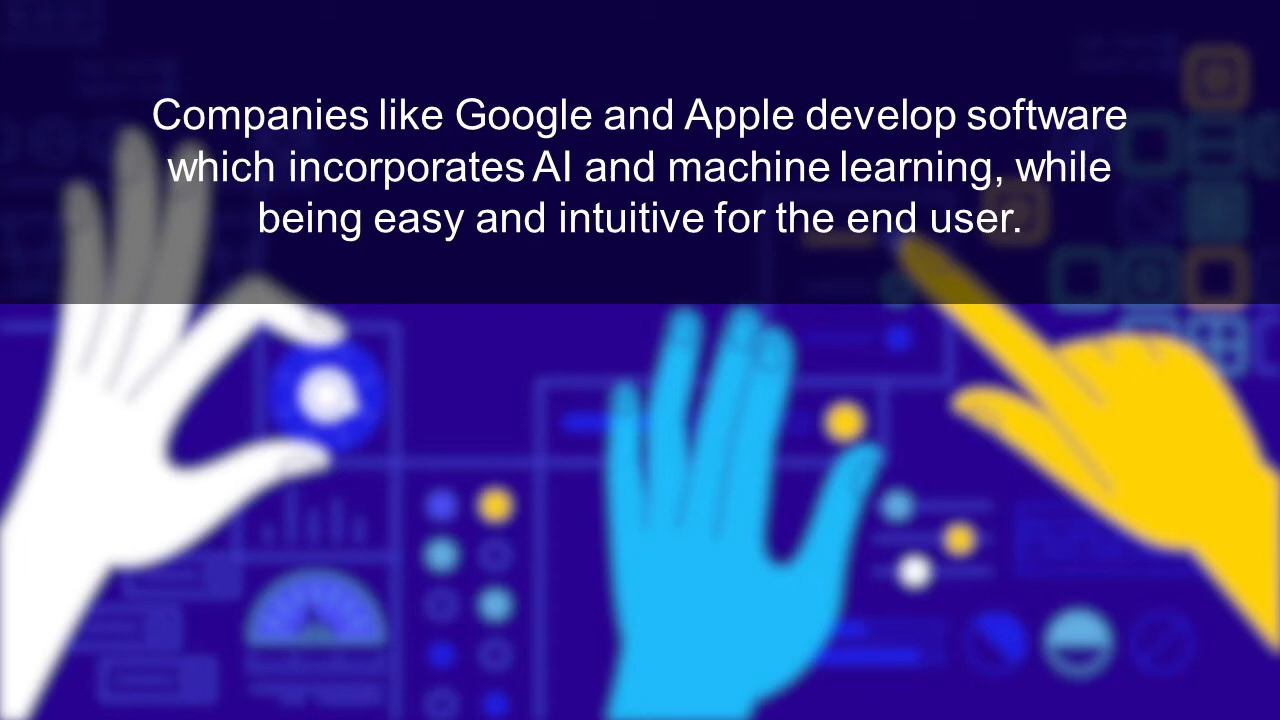 Companies like Google and Apple develop software
which incorporates AI and machine learning, while
being easy and intuitive for the end user.